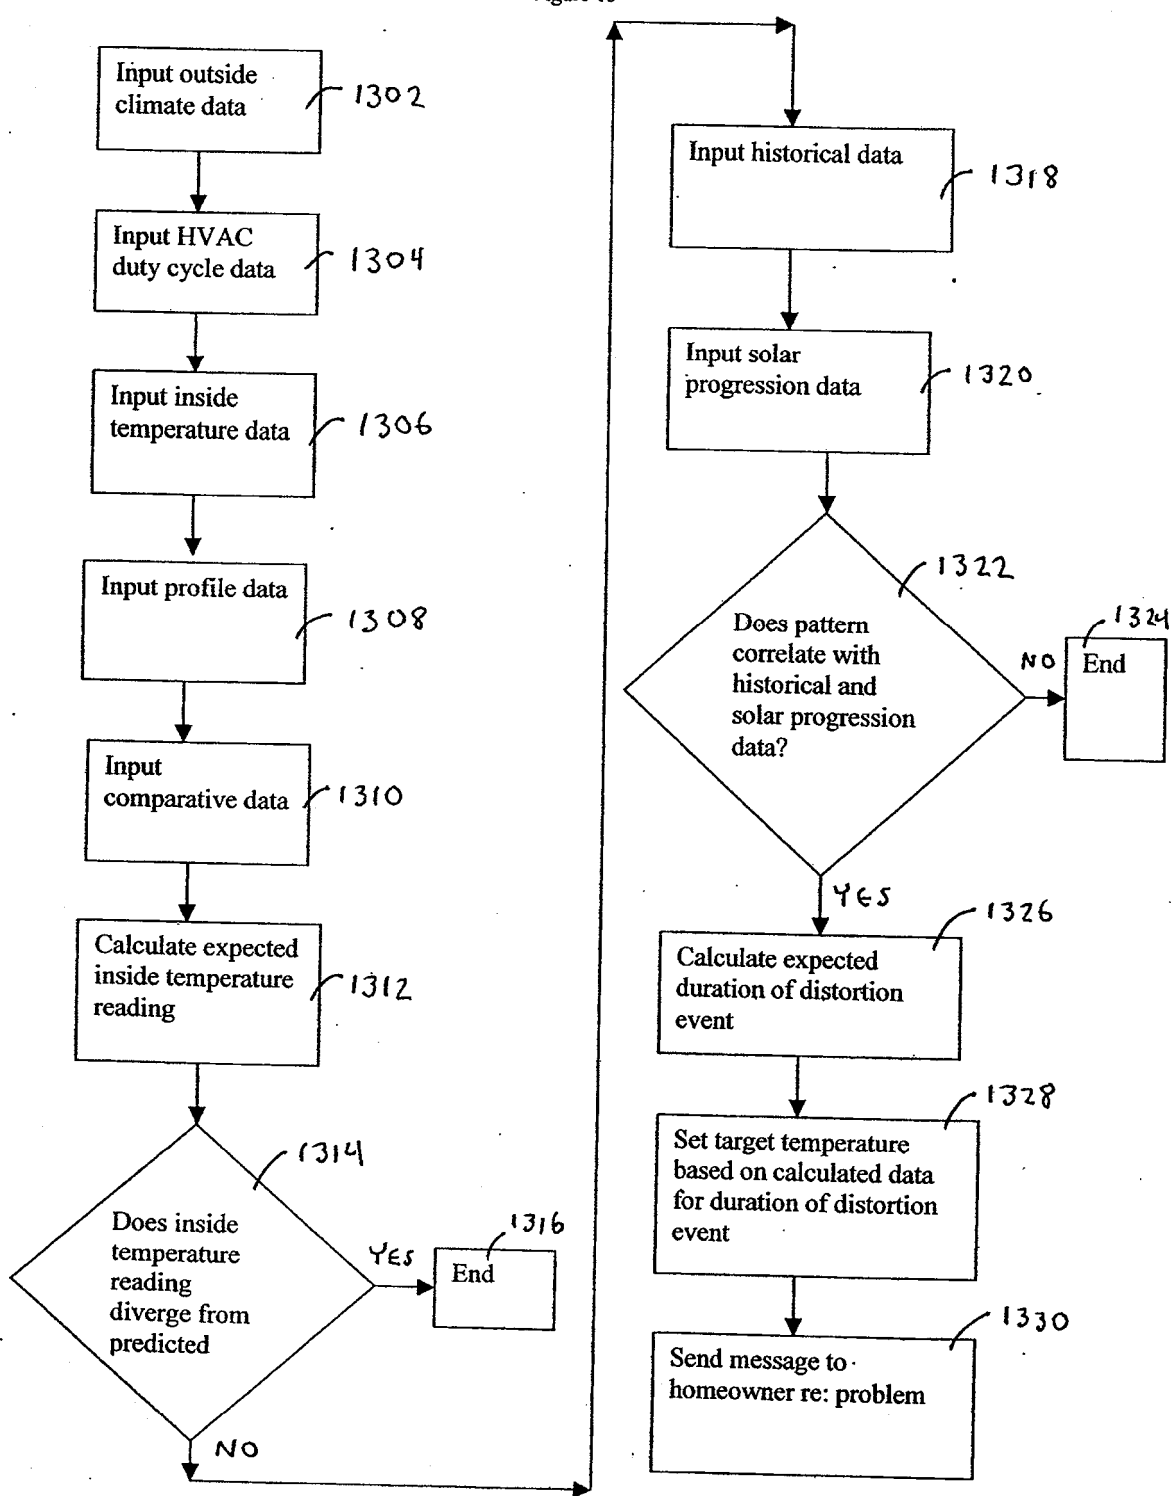 Input outside
climate data
1302
Input HVAC
duty cycle data
1304
Input inside
temperature data
1306
Input profile data
1308
Input
comparative data
1310
Calculate expected
inside temperature
reading
1312
1314
Does inside
temperature
reading
diverge from
predicted
YES
1316
End
NO
Input historical data
1318
Input solar
progression data
1320
1322
Does pattern
correlate with
historical and
solar progression
data?
NO
1324
End
YES
1326
Calculate expected
duration of distortion
event
1328
Set target temperature
based on calculated data
for duration of distortion
event
1330
Send message to
homeowner re: problem